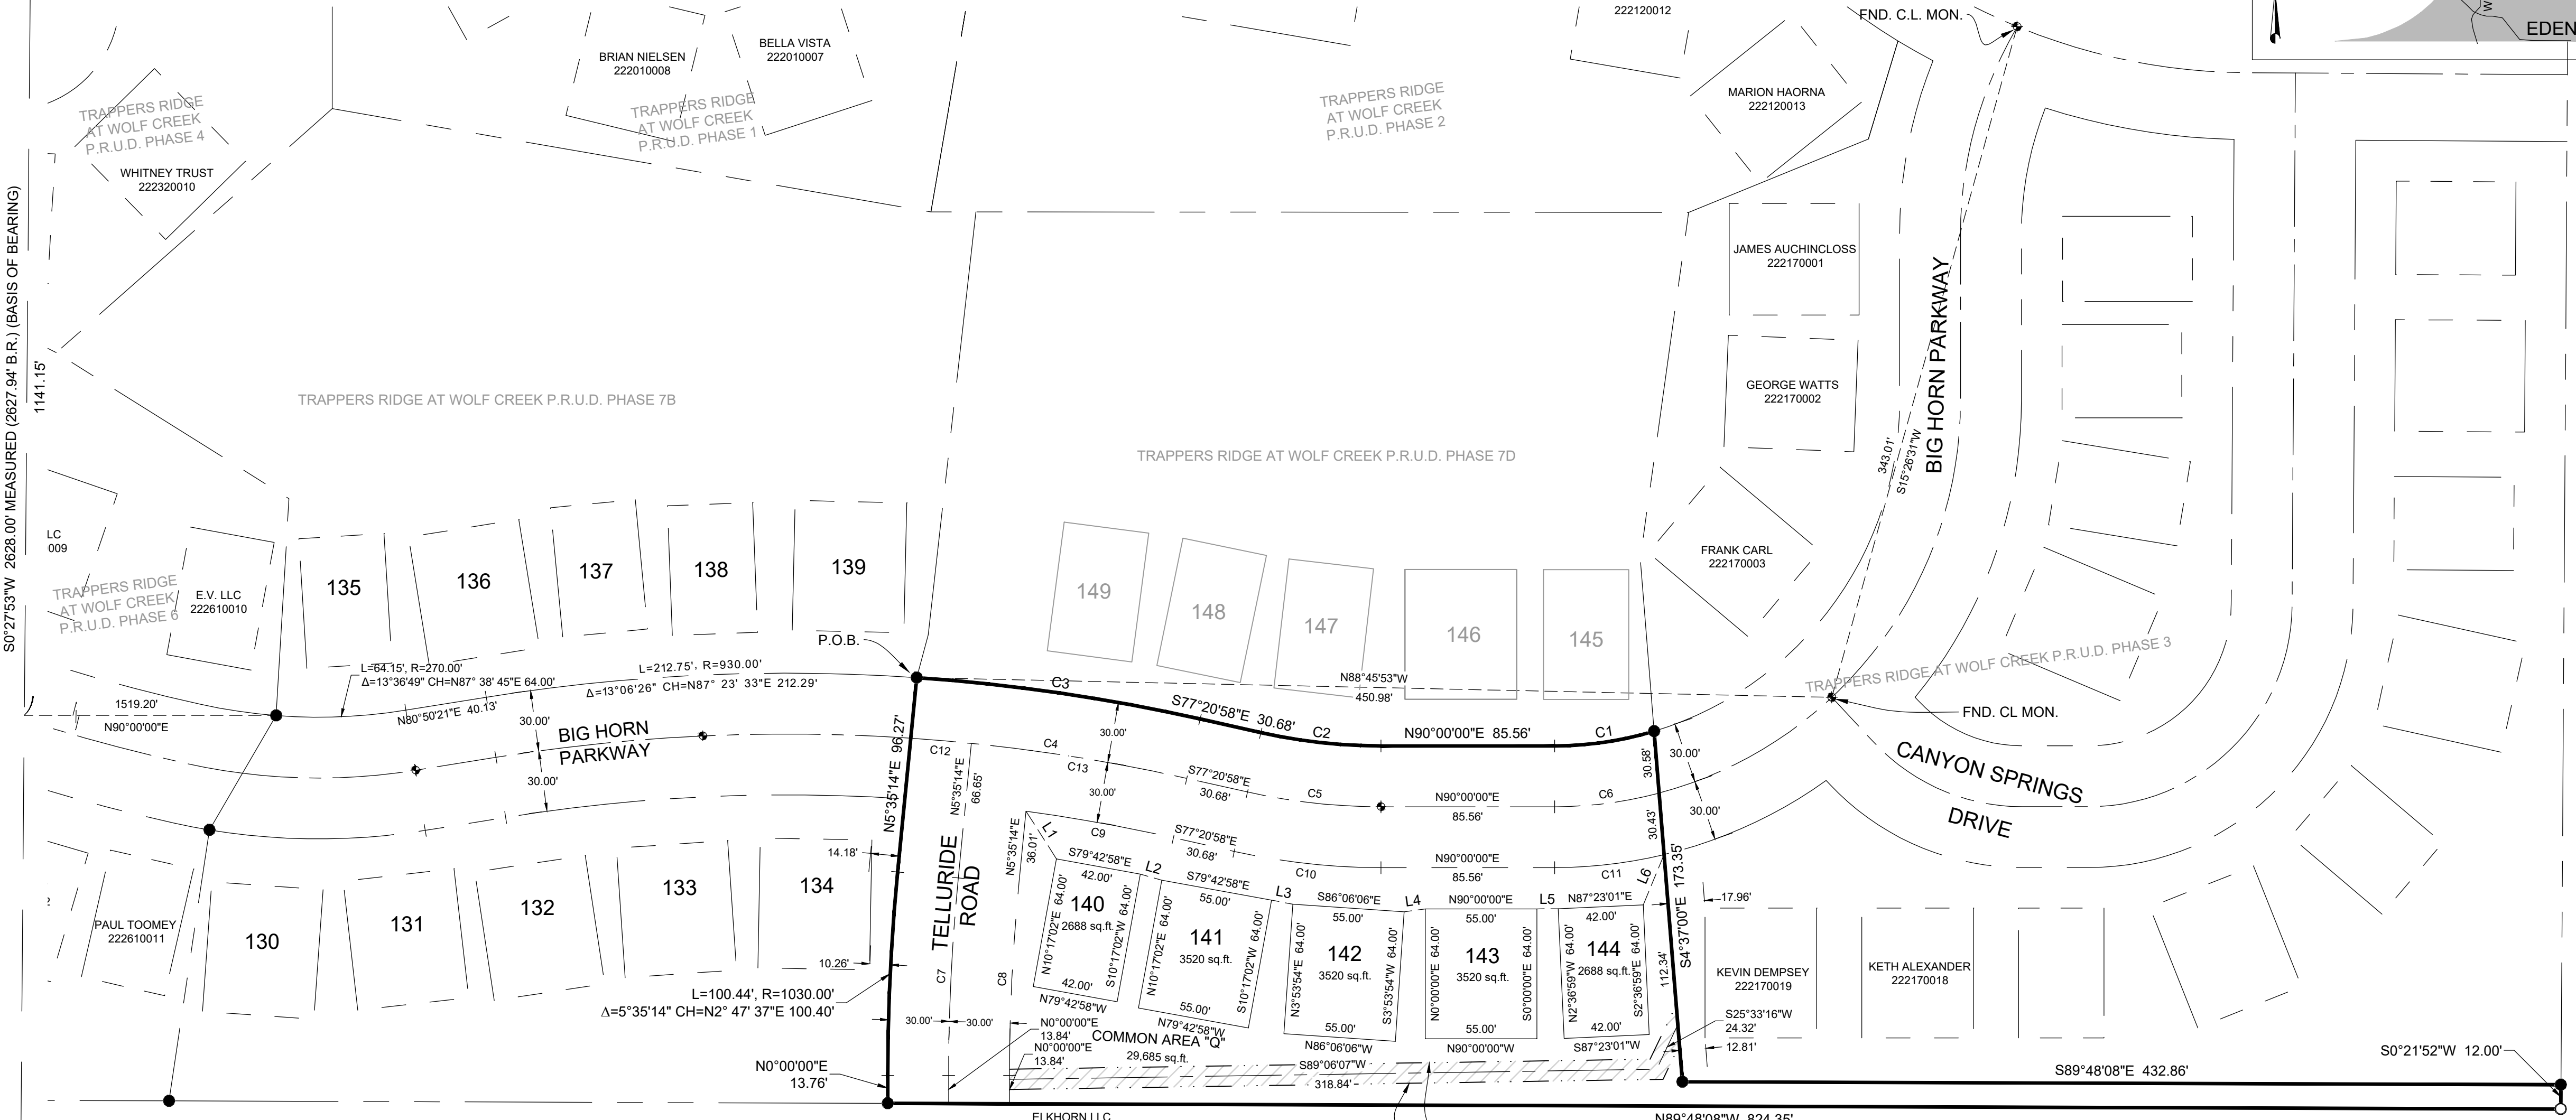 FND. C.L. MON.
W
EDEN
222120012
BRIAN NIELSEN
222010008
BELLA VISTA
222010007
TRAPPERS RIDGE
AT WOLF CREEK
P.R.U.D. PHASE 4
WHITNEY TRUST
222320010
TRAPPERS RIDGE
AT WOLF CREEK
P.R.U.D. PHASE 1
TRAPPERS RIDGE
AT WOLF CREEK
P.R.U.D. PHASE 2
MARION HAORNA
222120013
JAMES AUCHINCLOSS
222170001
GEORGE WATTS
222170002
FRANK CARL
222170003
BIG HORN PARKWAY
343.01'
S15°26'31"W
S0°27'53"W 2628.00' MEASURED (2627.94' B.R.) (BASIS OF BEARING)
1141.15'
TRAPPERS RIDGE AT WOLF CREEK P.R.U.D. PHASE 7B
TRAPPERS RIDGE AT WOLF CREEK P.R.U.D. PHASE 7D
LC
009
TRAPPERS RIDGE
AT WOLF CREEK
P.R.U.D. PHASE 6
E.V. LLC
222610010
135
136
137
138
139
149
148
147
146
145
P.O.B.
TRAPPERS RIDGE AT WOLF CREEK P.R.U.D. PHASE 3
L=64.15', R=270.00'
Δ=13°36'49" CH=N87° 38' 45"E 64.00'
L=212.75', R=930.00'
Δ=13°06'26" CH=N87° 23' 33"E 212.29'
N80°50'21"E 40.13'
1519.20'
N90°00'00"E
30.00'
30.00'
BIG HORN
PARKWAY
N88°45'53"W
450.98'
FND. CL MON.
C3
S77°20'58"E 30.68'
C2
N90°00'00"E 85.56'
C1
30.00'
30.00'
CANYON SPRINGS
DRIVE
N5°35'14"E 96.27'
C12
C4
C13
30.00'
30.00'
S77°20'58"E
30.68'
C5
N90°00'00"E
85.56'
C6
30.58'
30.43'
N5°35'14"E
66.65'
N5°35'14"E
36.01'
L1
C9
S77°20'58"E
30.68'
C10
N90°00'00"E
85.56'
C11
L6
S4°37'00"E 173.35'
112.34'
14.18'
10.26'
TELLURIDE
ROAD
C7
C8
S79°42'58"E
42.00'
L2
S79°42'58"E
55.00'
L3
S86°06'06"E
55.00'
L4
N90°00'00"E
55.00'
L5
N87°23'01"E
42.00'
17.96'
PAUL TOOMEY
222610011
130
131
132
133
134
140
2688 sq.ft.
N10°17'02"E 64.00'
S10°17'02"W 64.00'
42.00'
N79°42'58"W
141
3520 sq.ft.
N10°17'02"E 64.00'
S10°17'02"W 64.00'
55.00'
N79°42'58"W
142
3520 sq.ft.
N3°53'54"E 64.00'
S3°53'54"W 64.00'
55.00'
N86°06'06"W
143
3520 sq.ft.
N0°00'00"E 64.00'
S0°00'00"E 64.00'
55.00'
N90°00'00"W
144
2688 sq.ft.
N2°36'59"W 64.00'
S2°36'59"E 64.00'
42.00'
S87°23'01"W
KEVIN DEMPSEY
222170019
KETH ALEXANDER
222170018
L=100.44', R=1030.00'
Δ=5°35'14" CH=N2° 47' 37"E 100.40'
30.00'
30.00'
N0°00'00"E
13.84'
N0°00'00"E
13.84'
COMMON AREA "Q"
29,685 sq.ft.
S89°06'07"W
318.84'
S25°33'16"W
24.32'
12.81'
N0°00'00"E
13.76'
S89°48'08"E 432.86'
S0°21'52"W 12.00'
ELKHORN LLC
N89°48'08"W 824.35'